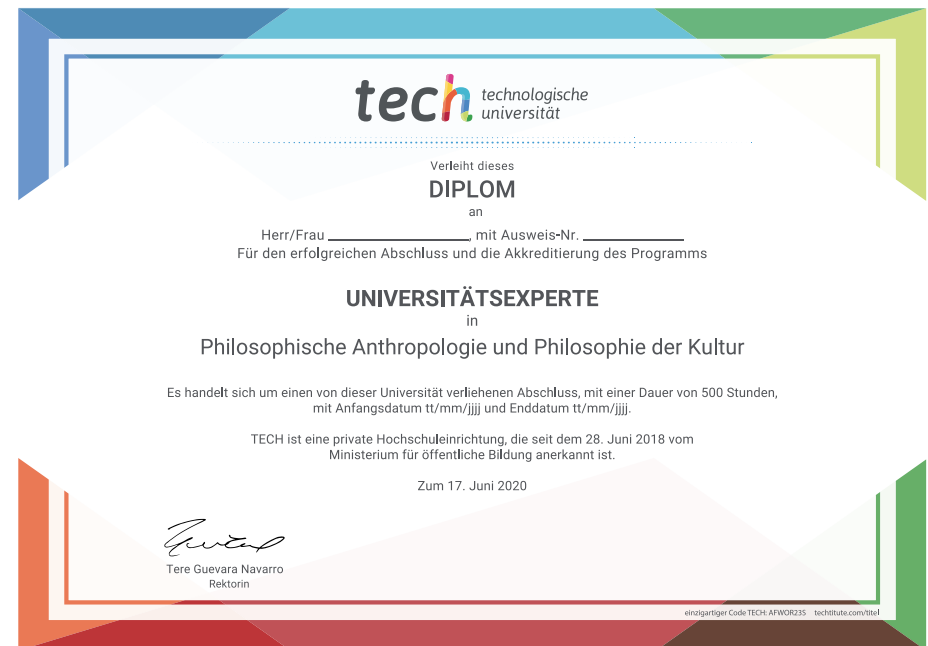 tech technologische
universität
Verleiht dieses
DIPLOM
an
Herr/Frau ____________, mit Ausweis-Nr. ____________
Für den erfolgreichen Abschluss und die Akkreditierung des Programms
UNIVERSITÄTSEXPERTE
in
Philosophische Anthropologie und Philosophie der Kultur
Es handelt sich um einen von dieser Universität verliehenen Abschluss, mit einer Dauer von 500 Stunden,
mit Anfangsdatum tt/mm/jjjj und Enddatum tt/mm/jjjj.
TECH ist eine private Hochschuleinrichtung, die seit dem 28. Juni 2018 vom
Ministerium für öffentliche Bildung anerkannt ist.
Zum 17. Juni 2020
Tere Guevara Navarro
Rektorin
einzigartiger Code TECH: AFWOR23S techtitute.com/titel